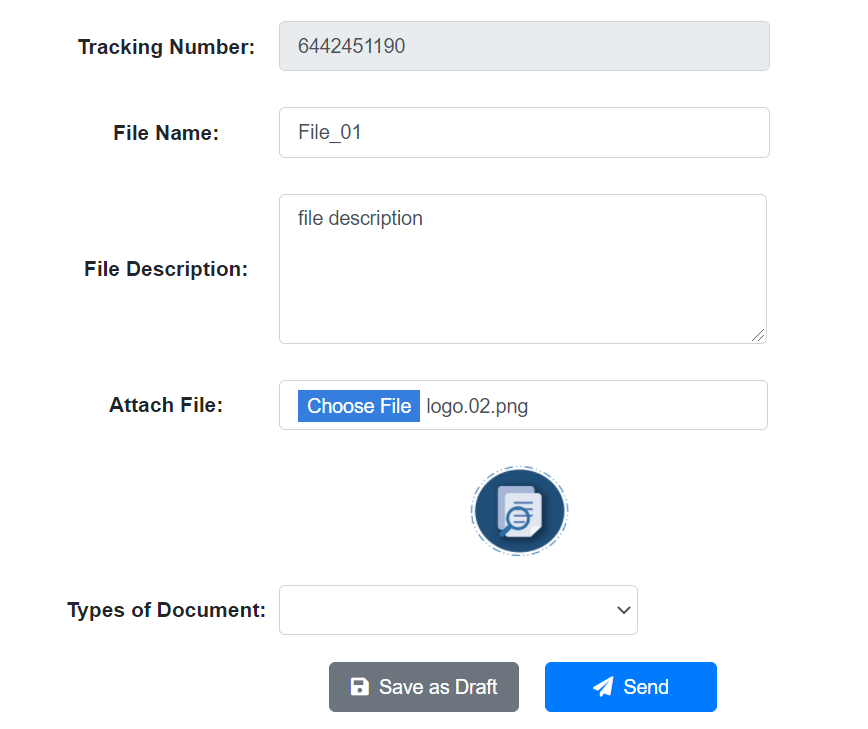 Tracking Number: 6442451190
File Name: File_01
File Description: file description
Attach File: Choose File logo.02.png
Types of Document:
Save as Draft Send